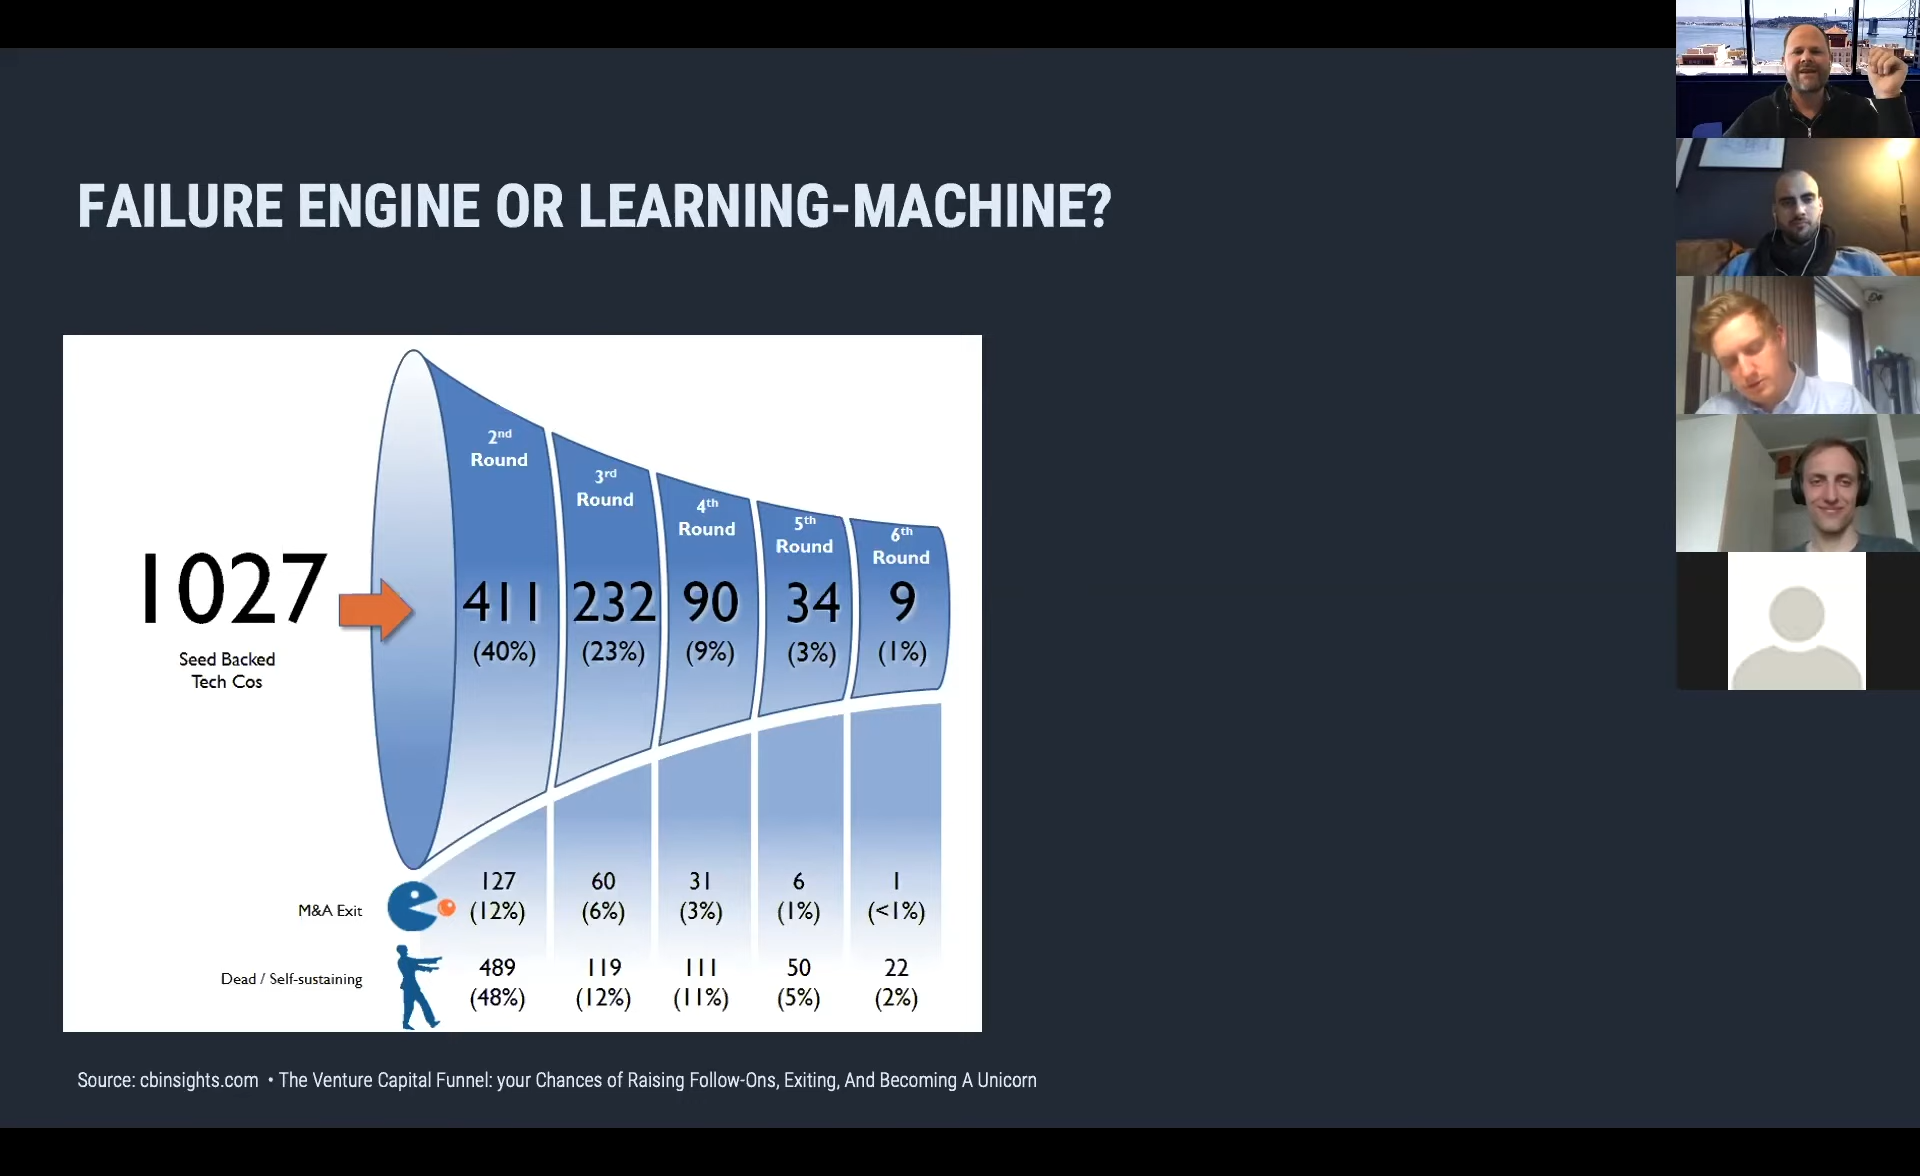 FAILURE ENGINE OR LEARNING-MACHINE?
1027
Seed Backed
Tech Cos
2nd
Round
411
(40%)
3rd
Round
232
(23%)
4th
Round
90
(9%)
5th
Round
34
(3%)
6th
Round
9
(1%)
M&A Exit
127
(12%)
60
(6%)
31
(3%)
6
(1%)
1
(<1%)
Dead / Self-sustaining
489
(48%)
119
(12%)
111
(11%)
50
(5%)
22
(2%)
Source: cbinsights.com • The Venture Capital Funnel: your Chances of Raising Follow-Ons, Exiting, And Becoming A Unicorn